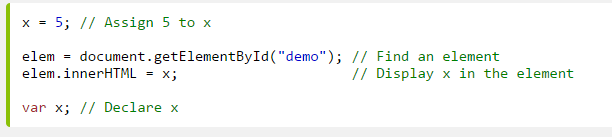 x = 5; // Assign 5 to x
elem = document.getElementById("demo"); // Find an element
elem.innerHTML = x;                     // Display x in the element
var x; // Declare x